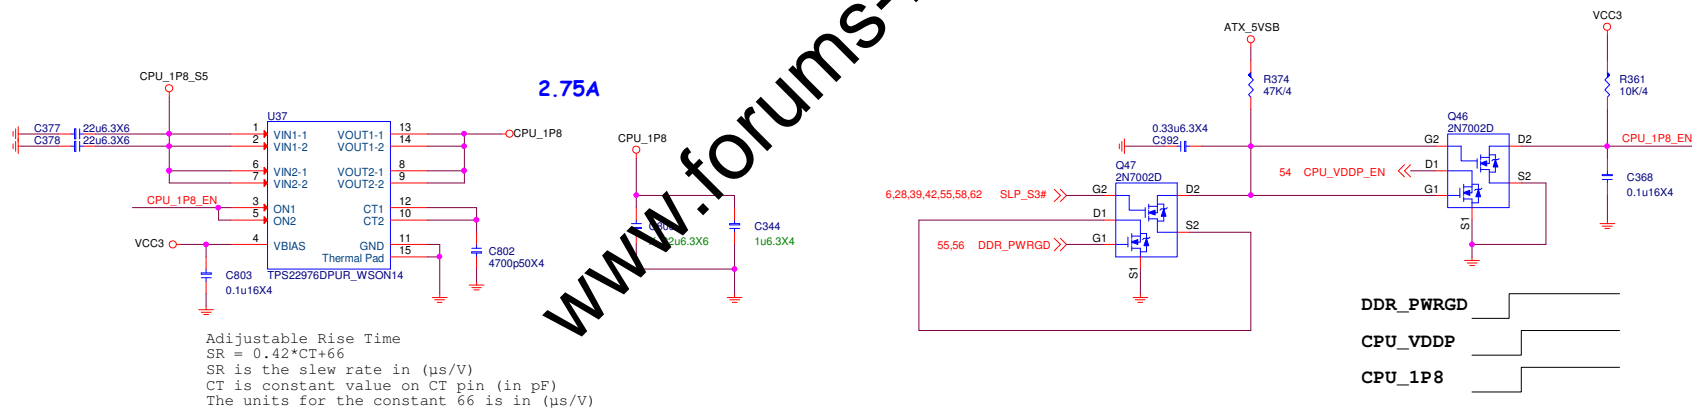 CPU_1P8_S5
2.75A
C377 22u6.3X6
C378 22u6.3X6
U37
1 VIN1-1 VOUT1-1 13
2 VIN1-2 VOUT1-2 14
6 VIN2-1 VOUT2-1 8
7 VIN2-2 VOUT2-2 9
CPU_1P8_EN
3 ON1 CT1 12
5 ON2 CT2 10
VCC3
4 VBIAS GND 11
Thermal Pad 15
TPS22976DPUR_WSON14
CPU_1P8
C803
0.1u16X4
C802
4700p50X4
CPU_1P8
C344
1u6.3X4
www.forums-
Adjustable Rise Time
SR = 0.42*CT+66
SR is the slew rate in (µs/V)
CT is constant value on CT pin (in pF)
The units for the constant 66 is in (µs/V)
ATX_5VSB
R374
47K/4
0.33u6.3X4
C392
Q47
2N7002D
6,28,39,42,55,58,62 SLP_S3#
G2 D2
D1
S2
55,56 DDR_PWRGD
G1
S1
VCC3
R361
10K/4
Q46
2N7002D
G2 D2
CPU_1P8_EN
54 CPU_VDDP_EN
D1
S2
G1
S1
C368
0.1u16X4
DDR_PWRGD
CPU_VDDP
CPU_1P8